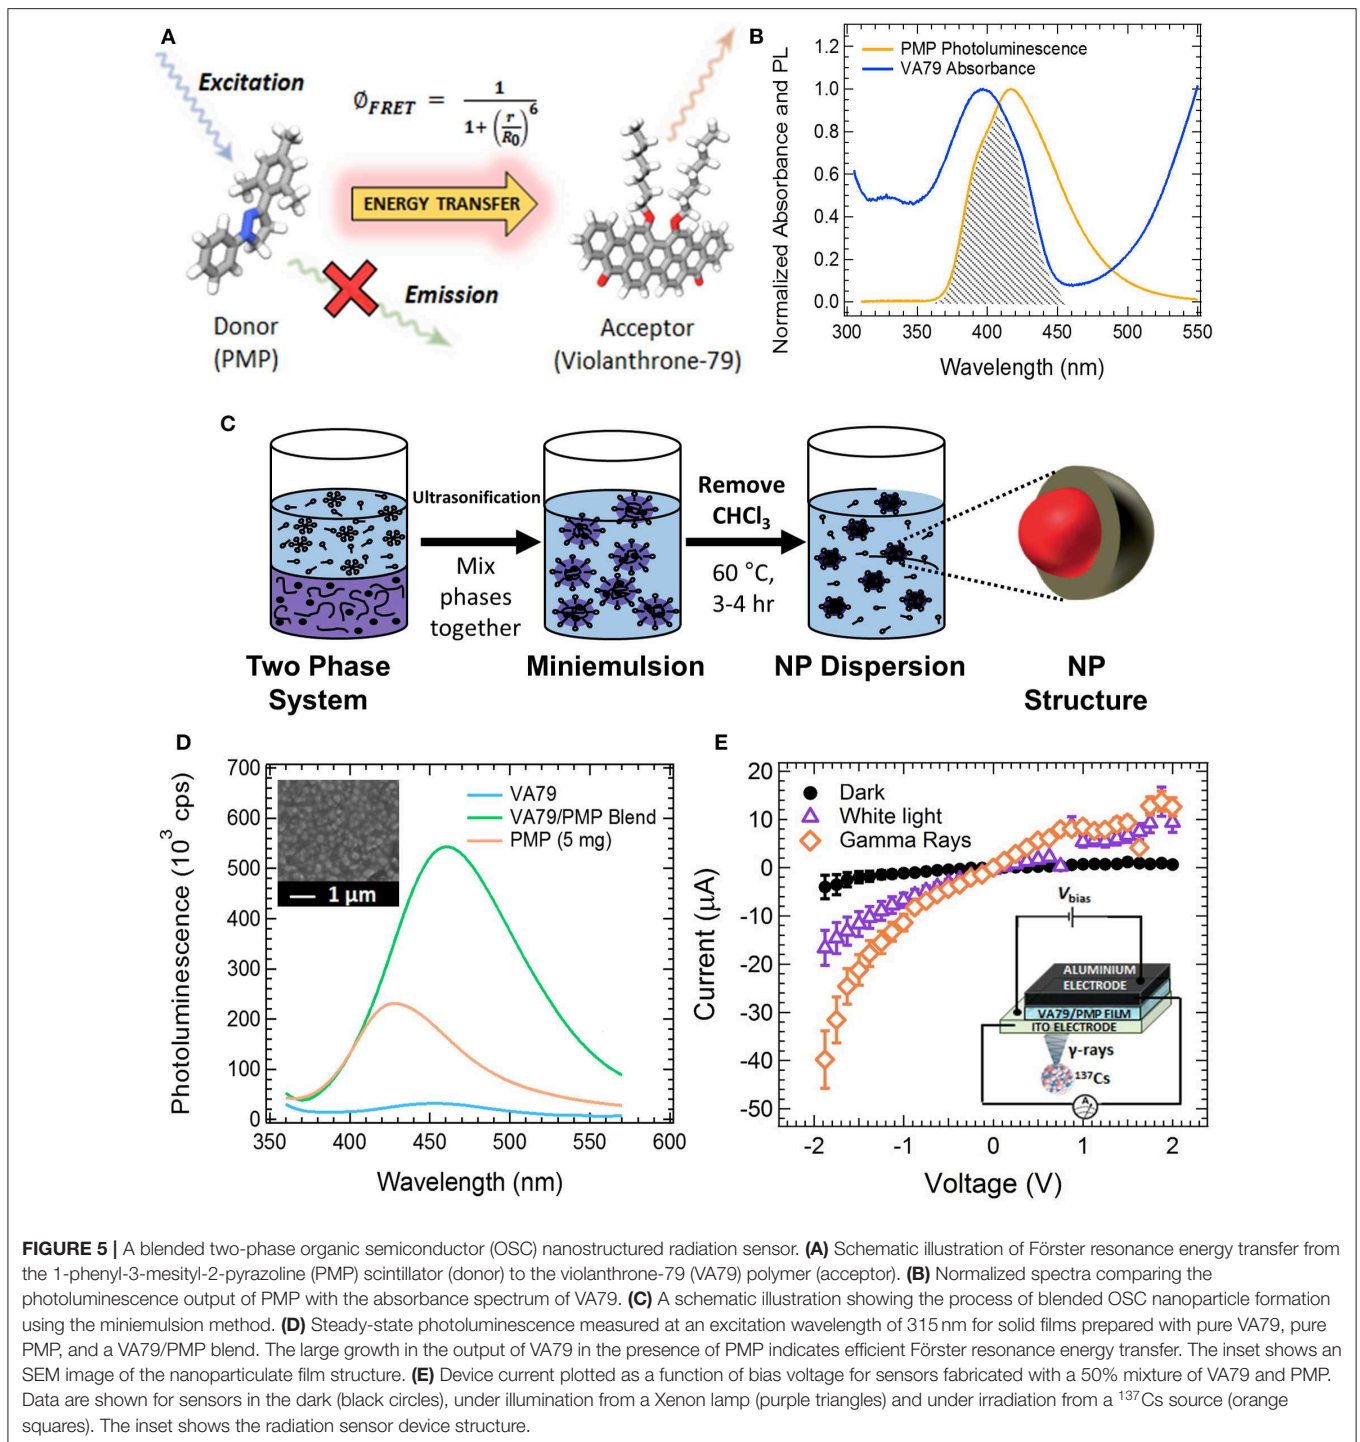 A
Excitation
∅FRET = 1 / 1+ (r/R0)^6
ENERGY TRANSFER
Emission
Donor
(PMP)
Acceptor
(Violanthrone-79)
B
PMP Photoluminescence
VA79 Absorbance
Normalized Absorbance and PL
1.2
1.0
0.8
0.6
0.4
0.2
0.0
300 350 400 450 500 550
Wavelength (nm)
C
Ultrasonification
Mix
phases
together
Remove
CHCl3
60 °C,
3-4 hr
Two Phase
System
Miniemulsion
NP Dispersion
NP
Structure
D
Photoluminescence (10³ cps)
700
600
500
400
300
200
100
0
VA79
VA79/PMP Blend
PMP (5 mg)
1 µm
350 400 450 500 550 600
Wavelength (nm)
E
Current (µA)
20
10
0
-10
-20
-30
-40
-50
Dark
White light
Gamma Rays
Vbias
ALUMINIUM
ELECTRODE
VA79/PMP FILM
ITO ELECTRODE
γ-rays
¹³⁷Cs
A
-2 -1 0 1 2
Voltage (V)
FIGURE 5 | A blended two-phase organic semiconductor (OSC) nanostructured radiation sensor. (A) Schematic illustration of Förster resonance energy transfer from
the 1-phenyl-3-mesityl-2-pyrazoline (PMP) scintillator (donor) to the violanthrone-79 (VA79) polymer (acceptor). (B) Normalized spectra comparing the
photoluminescence output of PMP with the absorbance spectrum of VA79. (C) A schematic illustration showing the process of blended OSC nanoparticle formation
using the miniemulsion method. (D) Steady-state photoluminescence measured at an excitation wavelength of 315 nm for solid films prepared with pure VA79, pure
PMP, and a VA79/PMP blend. The large growth in the output of VA79 in the presence of PMP indicates efficient Förster resonance energy transfer. The inset shows an
SEM image of the nanoparticulate film structure. (E) Device current plotted as a function of bias voltage for sensors fabricated with a 50% mixture of VA79 and PMP.
Data are shown for sensors in the dark (black circles), under illumination from a Xenon lamp (purple triangles) and under irradiation from a ¹³⁷Cs source (orange
squares). The inset shows the radiation sensor device structure.